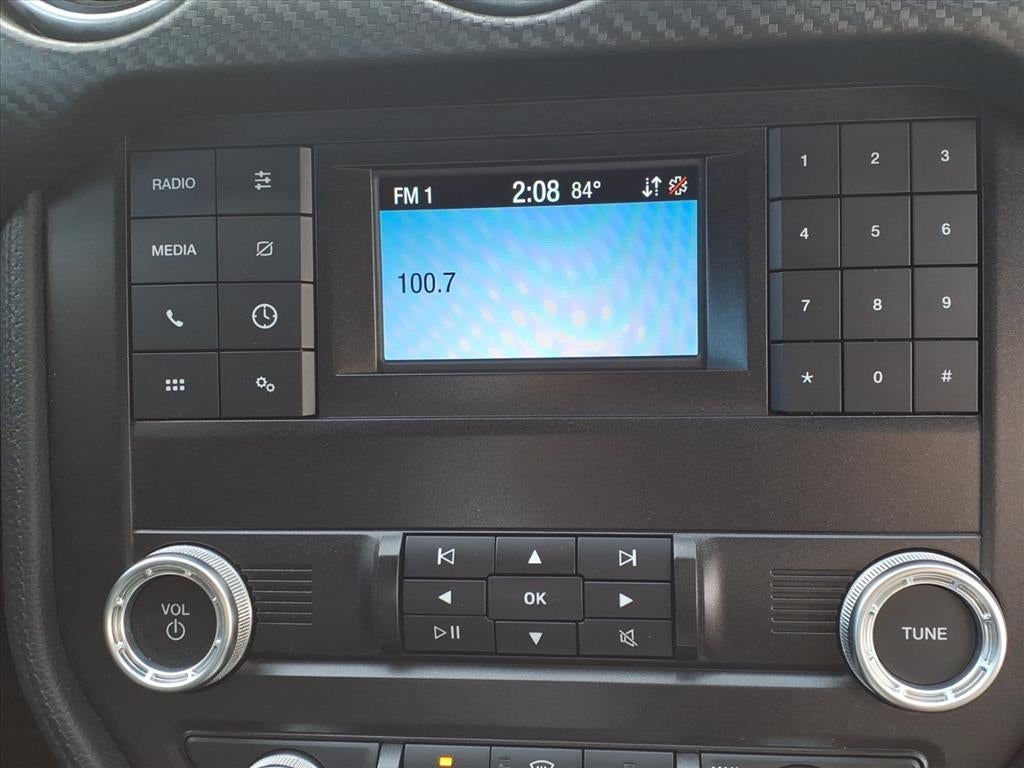 RADIO
MEDIA
FM 1 2:08 84°
100.7
1 2 3
4 5 6
7 8 9
* 0 #
OK
VOL
TUNE